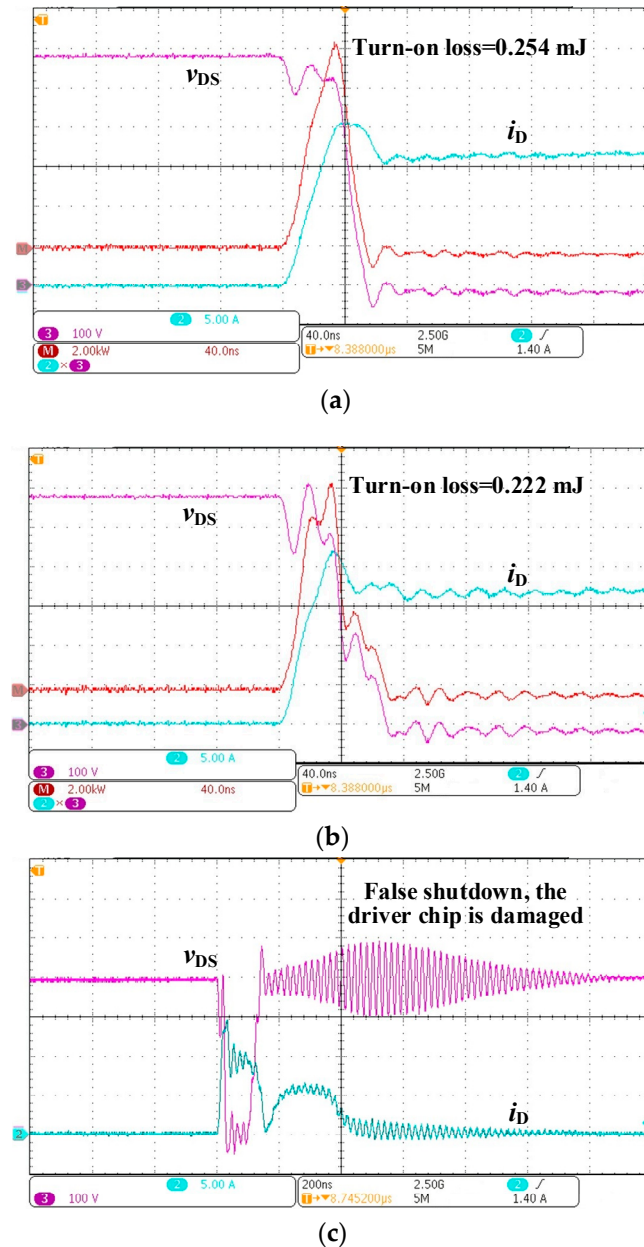 T
Turn-on loss=0.254 mJ
vDS
iD
M
3
2 5.00 A
3 100 V
M 2.00kW 40.0ns
2 × 3
40.0ns 2.50G 2
T→▼8.388000µs 5M 1.40 A
(a)
T
Turn-on loss=0.222 mJ
vDS
iD
M
3
2 5.00 A
3 100 V
M 2.00kW 40.0ns
2 × 3
40.0ns 2.50G 2
T→▼8.388000µs 5M 1.40 A
(b)
T
False shutdown, the
driver chip is damaged
vDS
iD
2
2 5.00 A
3 100 V
200ns 2.50G 2
T→▼8.745200µs 5M 1.40 A
(c)